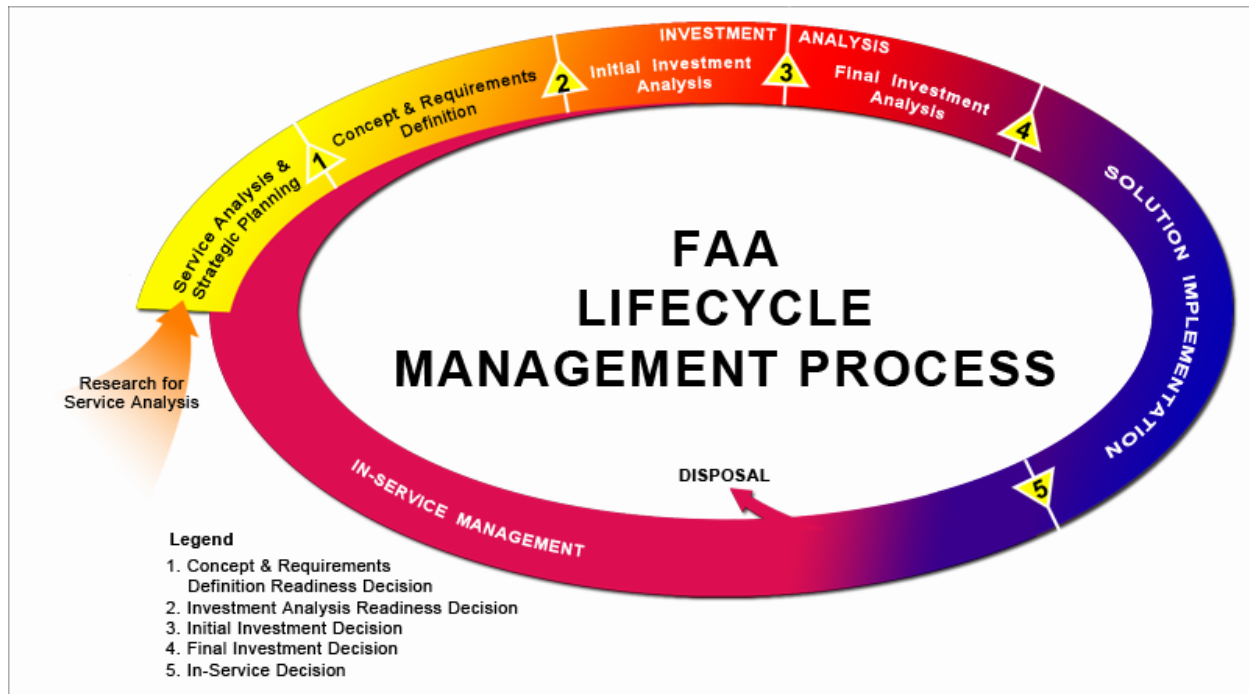 INVESTMENT ANALYSIS
Initial Investment
Analysis
Final Investment
Analysis
Concept & Requirements
Definition
Service Analysis &
Strategic Planning
1
2
3
4
5
SOLUTION IMPLEMENTATION
FAA
LIFECYCLE
MANAGEMENT PROCESS
Research for
Service Analysis
DISPOSAL
IN-SERVICE MANAGEMENT
Legend
1. Concept & Requirements
Definition Readiness Decision
2. Investment Analysis Readiness Decision
3. Initial Investment Decision
4. Final Investment Decision
5. In-Service Decision